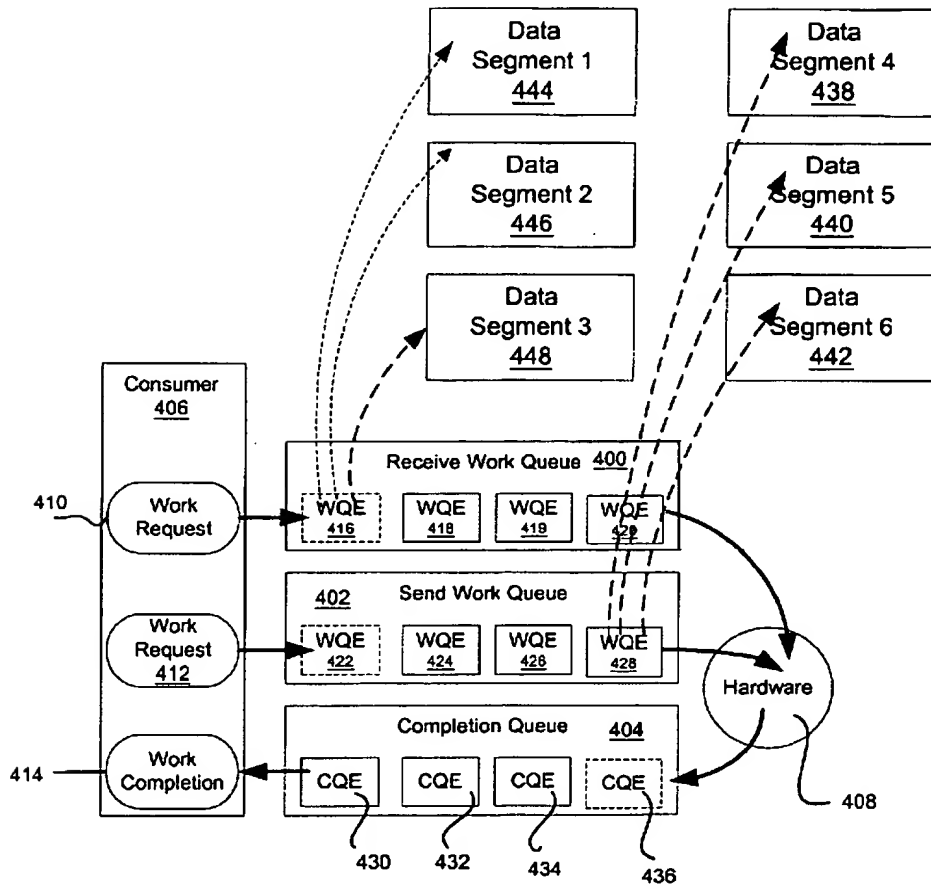 Data
Segment 1
444
Data
Segment 4
438
Data
Segment 2
446
Data
Segment 5
440
Data
Segment 3
448
Data
Segment 6
442
Consumer
406
Receive Work Queue 400
410
Work
Request
WQE
416
WQE
418
WQE
419
WQE
420
402 Send Work Queue
Work
Request
412
WQE
422
WQE
424
WQE
426
WQE
428
Hardware
Completion Queue 404
414
Work
Completion
CQE
CQE
CQE
CQE
408
430
432
434
436